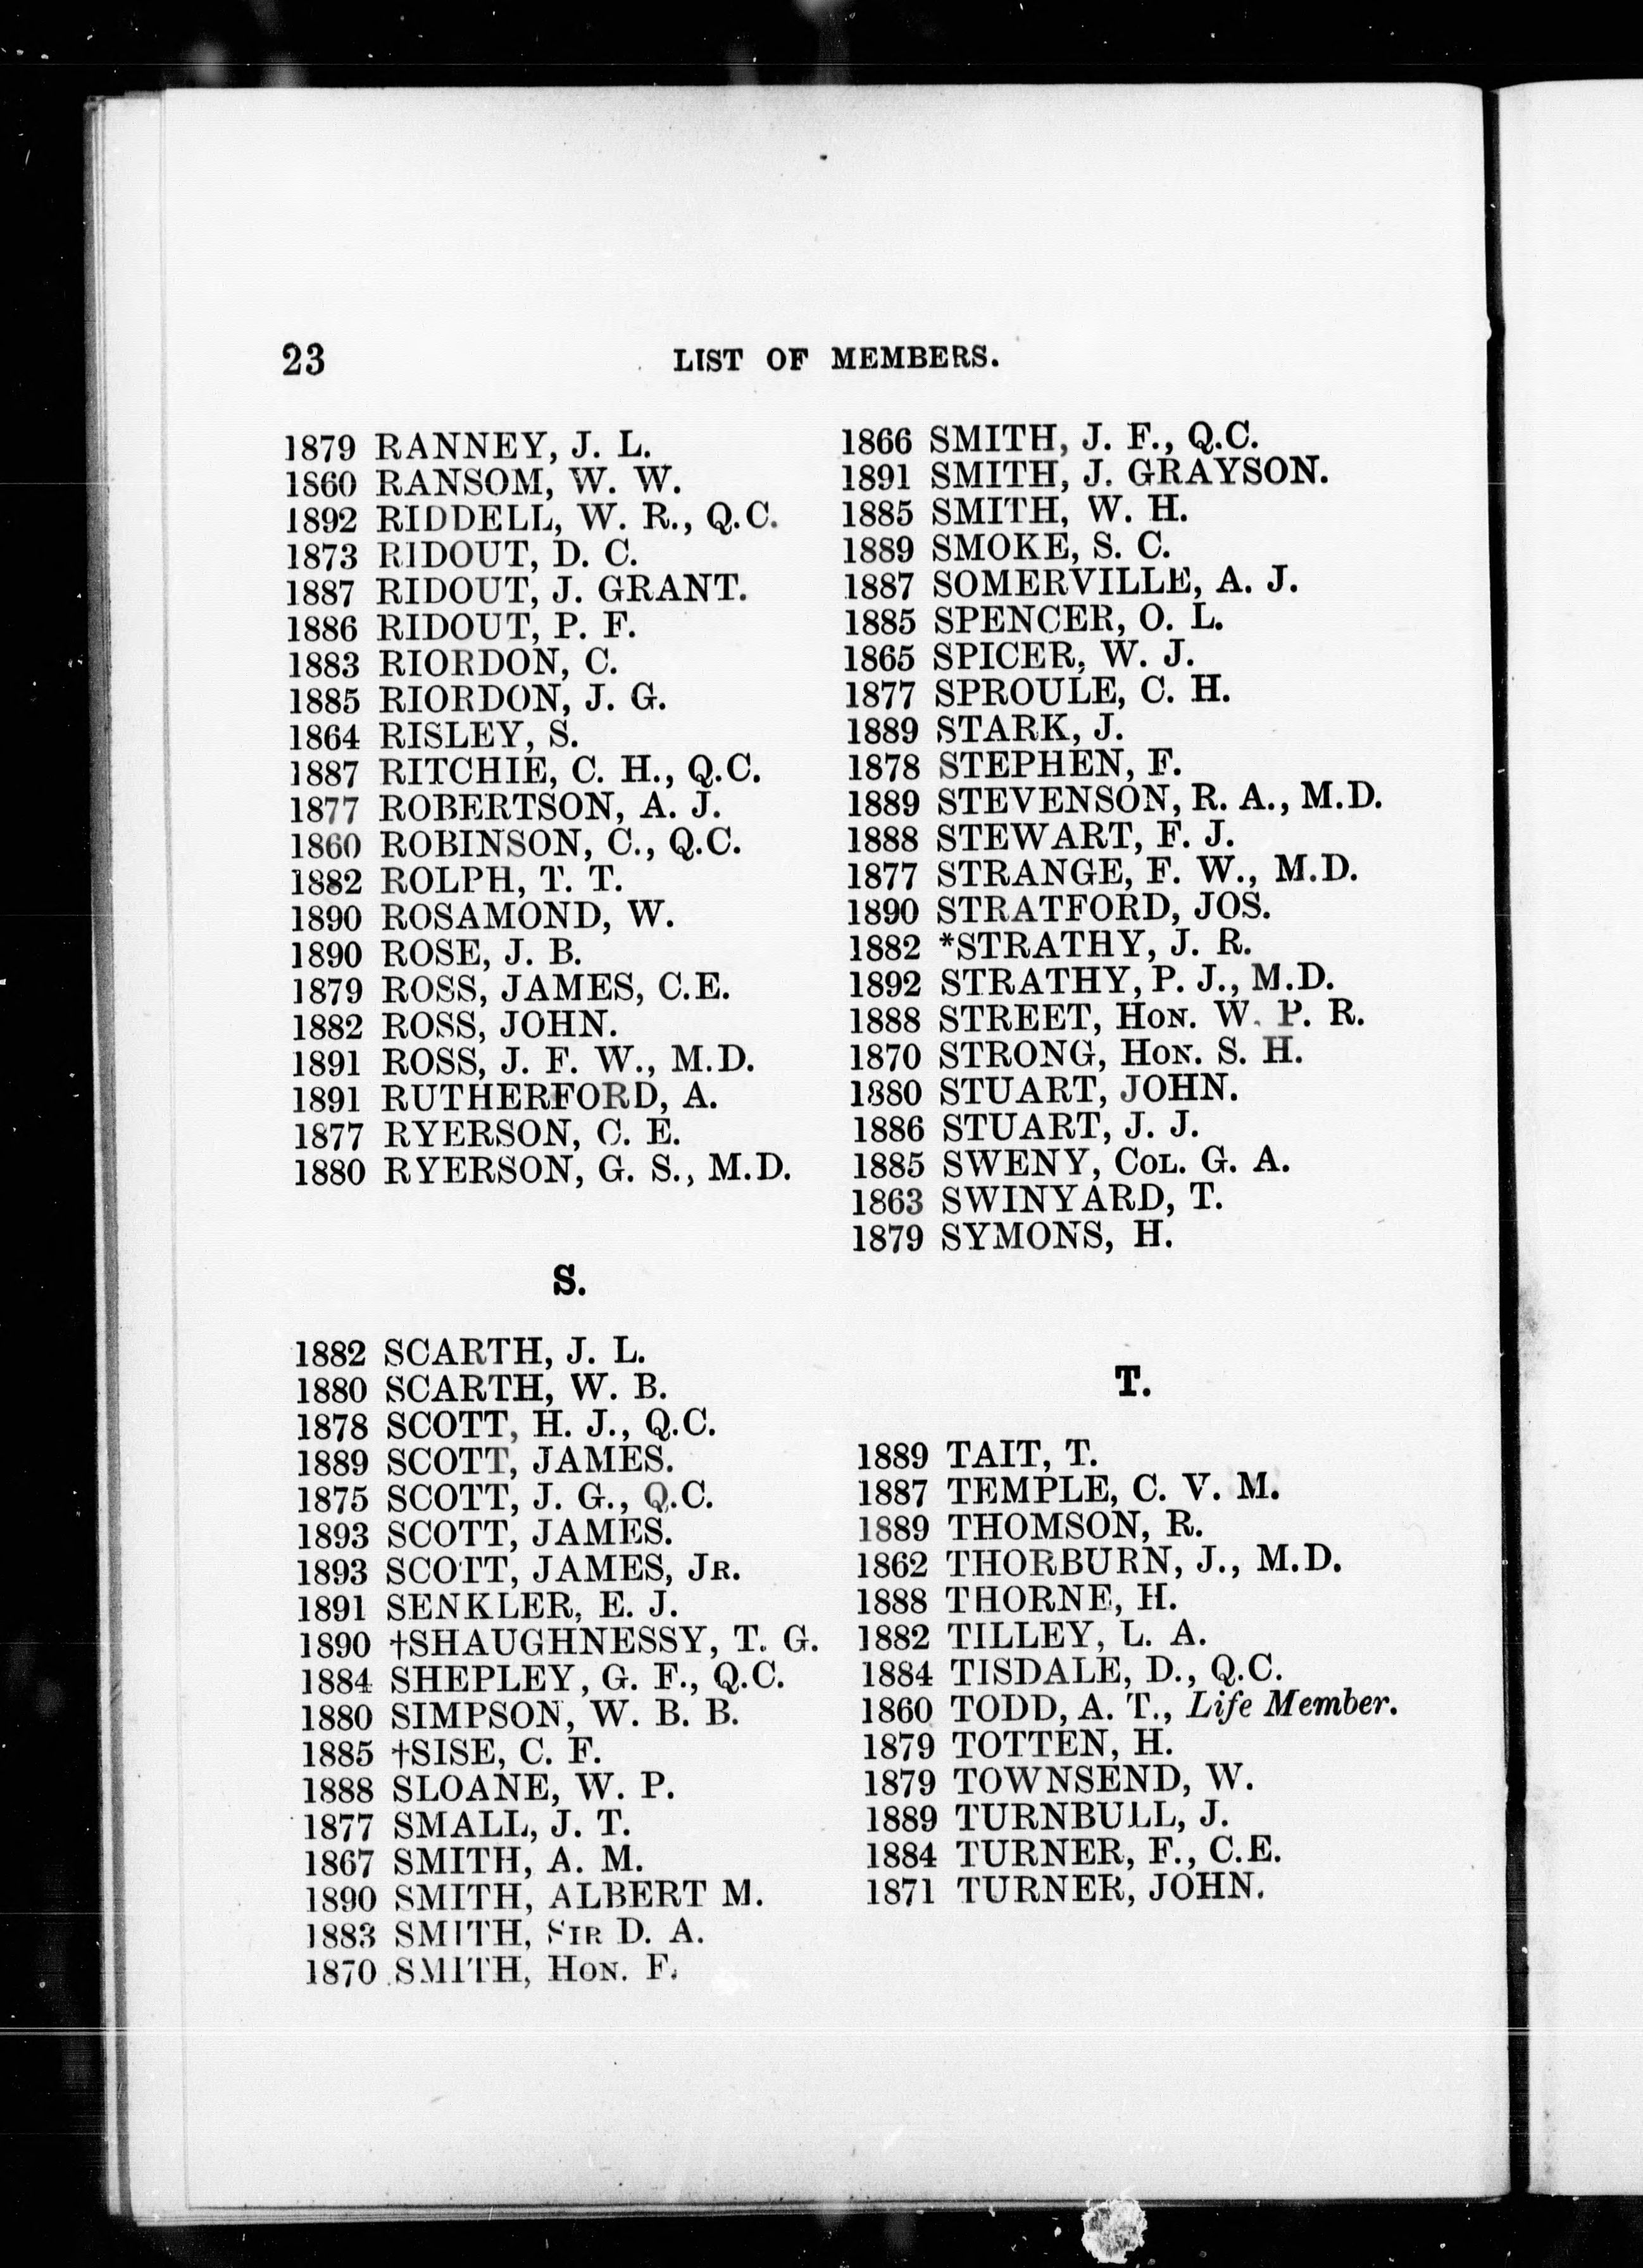 23
LIST OF MEMBERS.
1879 RANNEY, J. L.
1860 RANSOM, W. W.
1892 RIDDELL, W. R., Q.C.
1873 RIDOUT, D. C.
1887 RIDOUT, J. GRANT.
1886 RIDOUT, P. F.
1883 RIORDON, C.
1885 RIORDON, J. G.
1864 RISLEY, S.
1887 RITCHIE, C. H., Q.C.
1877 ROBERTSON, A. J.
1860 ROBINSON, C., Q.C.
1882 ROLPH, T. T.
1890 ROSAMOND, W.
1890 ROSE, J. B.
1879 ROSS, JAMES, C.E.
1882 ROSS, JOHN.
1891 ROSS, J. F. W., M.D.
1891 RUTHERFORD, A.
1877 RYERSON, C. E.
1880 RYERSON, G. S., M.D.
S.
1882 SCARTH, J. L.
1880 SCARTH, W. B.
1878 SCOTT, H. J., Q.C.
1889 SCOTT, JAMES.
1875 SCOTT, J. G., Q.C.
1893 SCOTT, JAMES.
1893 SCOTT, JAMES, JR.
1891 SENKLER, E. J.
1890 †SHAUGHNESSY, T. G.
1884 SHEPLEY, G. F., Q.C.
1880 SIMPSON, W. B. B.
1885 †SISE, C. F.
1888 SLOANE, W. P.
1877 SMALL, J. T.
1867 SMITH, A. M.
1890 SMITH, ALBERT M.
1883 SMITH, SIR D. A.
1870 SMITH, HON. F.
1866 SMITH, J. F., Q.C.
1891 SMITH, J. GRAYSON.
1885 SMITH, W. H.
1889 SMOKE, S. C.
1887 SOMERVILLE, A. J.
1885 SPENCER, O. L.
1865 SPICER, W. J.
1877 SPROULE, C. H.
1889 STARK, J.
1878 STEPHEN, F.
1889 STEVENSON, R. A., M.D.
1888 STEWART, F. J.
1877 STRANGE, F. W., M.D.
1890 STRATFORD, JOS.
1882 *STRATHY, J. R.
1892 STRATHY, P. J., M.D.
1888 STREET, HON. W. P. R.
1870 STRONG, HON. S. H.
1880 STUART, JOHN.
1886 STUART, J. J.
1885 SWENY, COL. G. A.
1863 SWINYARD, T.
1879 SYMONS, H.
T.
1889 TAIT, T.
1887 TEMPLE, C. V. M.
1889 THOMSON, R.
1862 THORBURN, J., M.D.
1888 THORNE, H.
1882 TILLEY, L. A.
1884 TISDALE, D., Q.C.
1860 TODD, A. T., Life Member.
1879 TOTTEN, H.
1879 TOWNSEND, W.
1889 TURNBULL, J.
1884 TURNER, F., C.E.
1871 TURNER, JOHN.